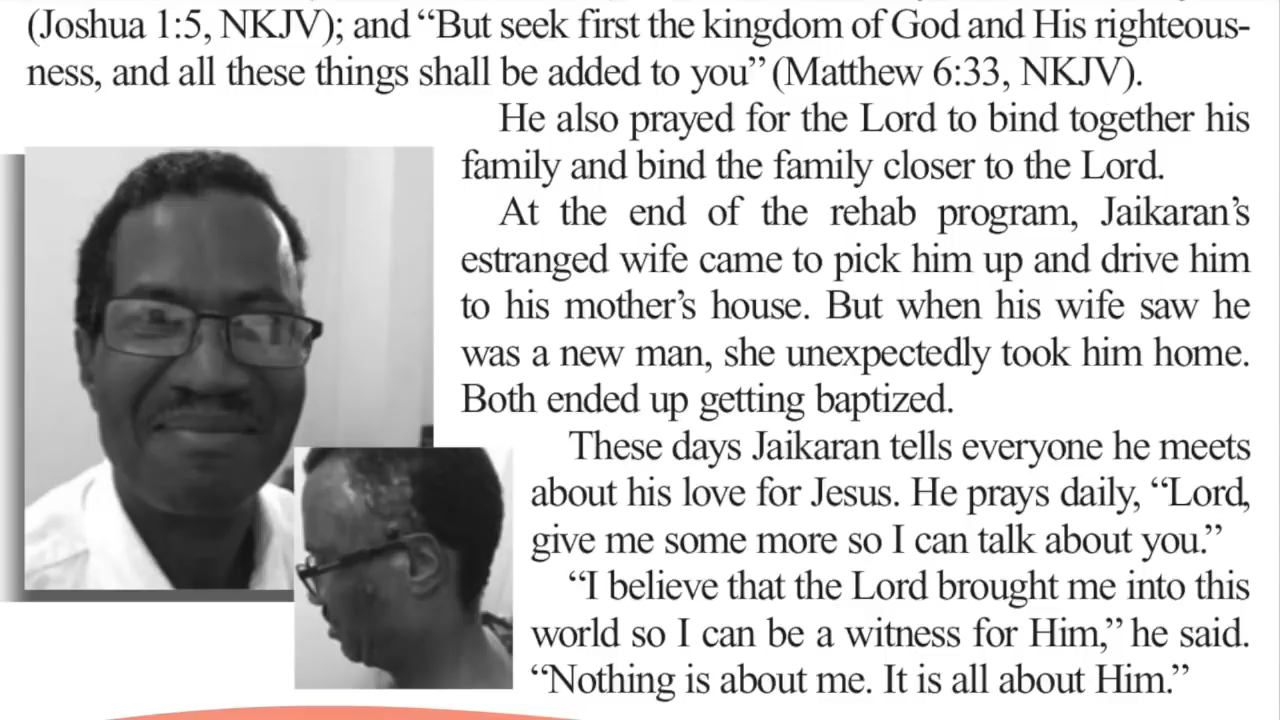 (Joshua 1:5, NKJV); and “But seek first the kingdom of God and His righteous-
ness, and all these things shall be added to you” (Matthew 6:33, NKJV).
He also prayed for the Lord to bind together his
family and bind the family closer to the Lord.
At the end of the rehab program, Jaikaran’s
estranged wife came to pick him up and drive him
to his mother’s house. But when his wife saw he
was a new man, she unexpectedly took him home.
Both ended up getting baptized.
These days Jaikaran tells everyone he meets
about his love for Jesus. He prays daily, “Lord,
give me some more so I can talk about you.”
“I believe that the Lord brought me into this
world so I can be a witness for Him,” he said.
“Nothing is about me. It is all about Him.”